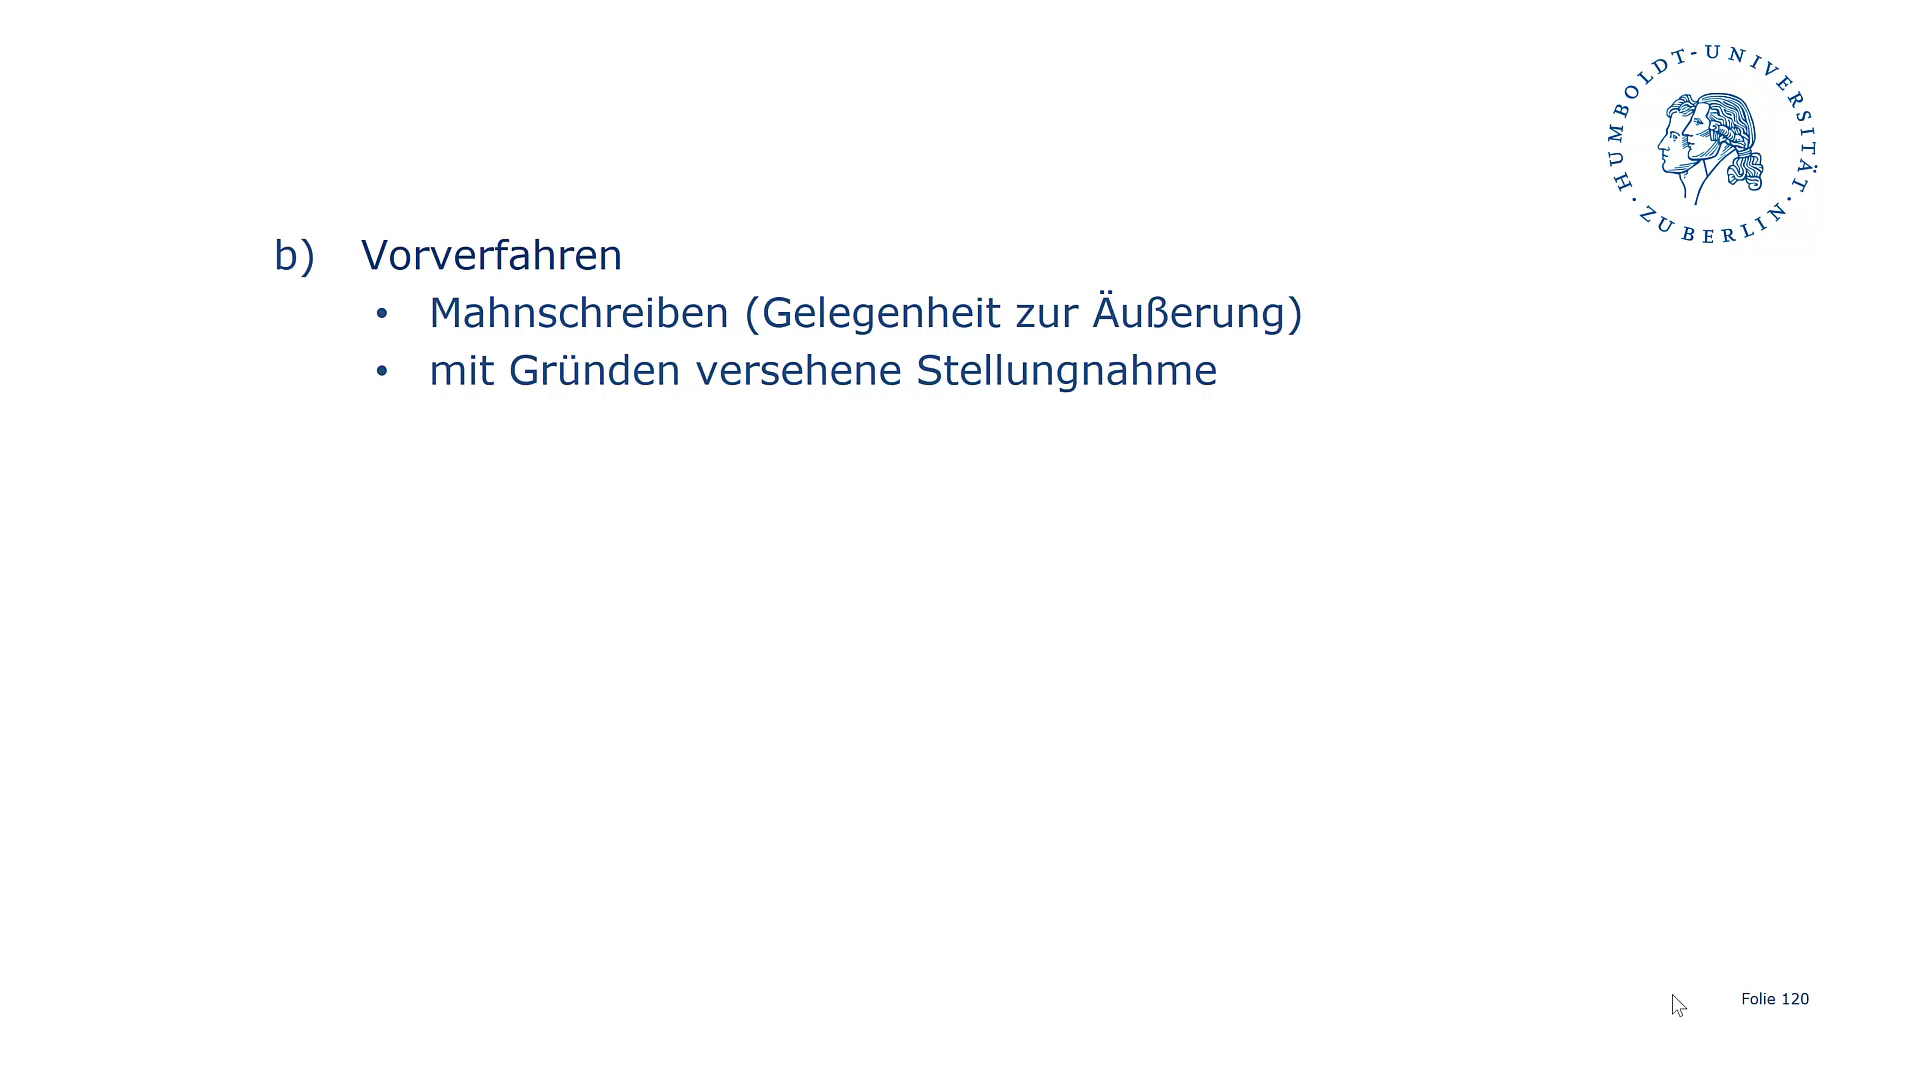 HUMBOLDT-UNIVERSITÄT · ZU BERLIN ·
b) Vorverfahren
• Mahnschreiben (Gelegenheit zur Äußerung)
• mit Gründen versehene Stellungnahme
Folie 120